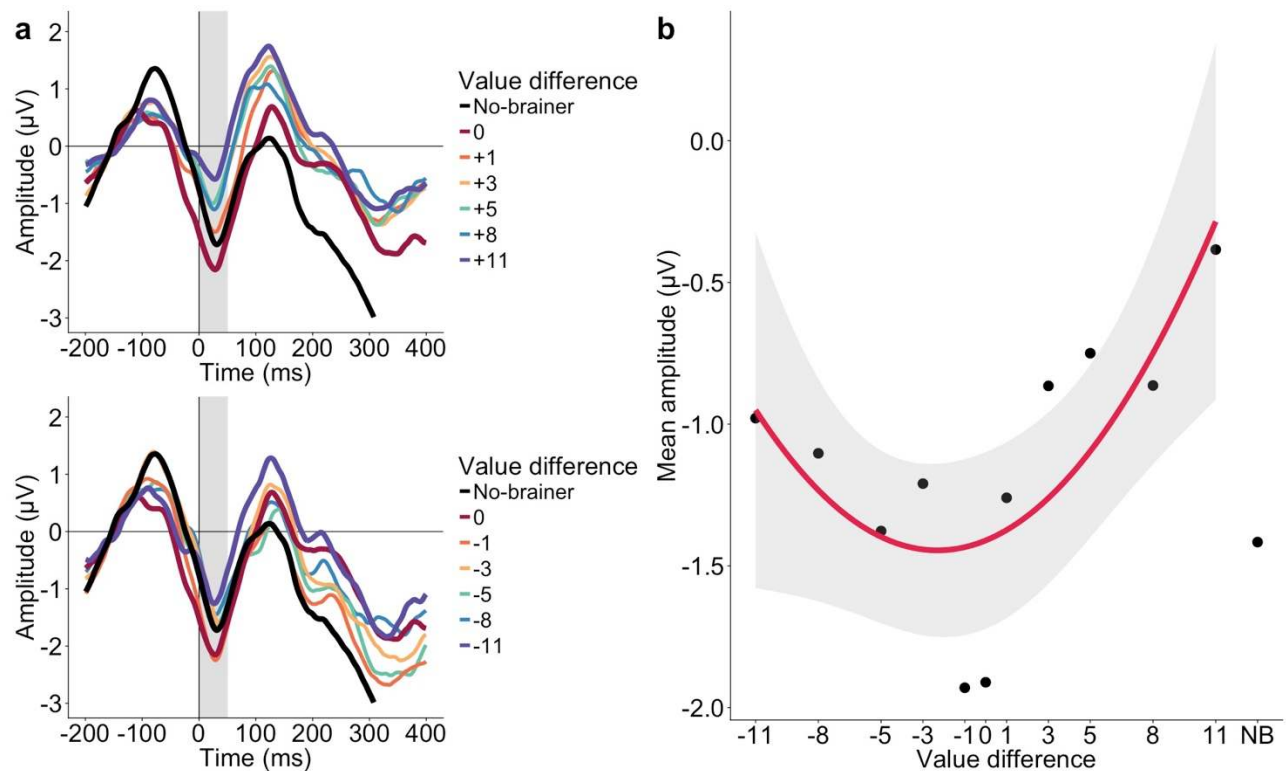 a
Amplitude (µV)
2
1
0
-1
-2
-3
-200 -100 0 100 200 300 400
Time (ms)
Value difference
No-brainer
0
+1
+3
+5
+8
+11
Amplitude (µV)
2
1
0
-1
-2
-3
-200 -100 0 100 200 300 400
Time (ms)
Value difference
No-brainer
0
-1
-3
-5
-8
-11
b
Mean amplitude (µV)
0.0
-0.5
-1.0
-1.5
-2.0
-11 -8 -5 -3 -1 0 1 3 5 8 11 NB
Value difference